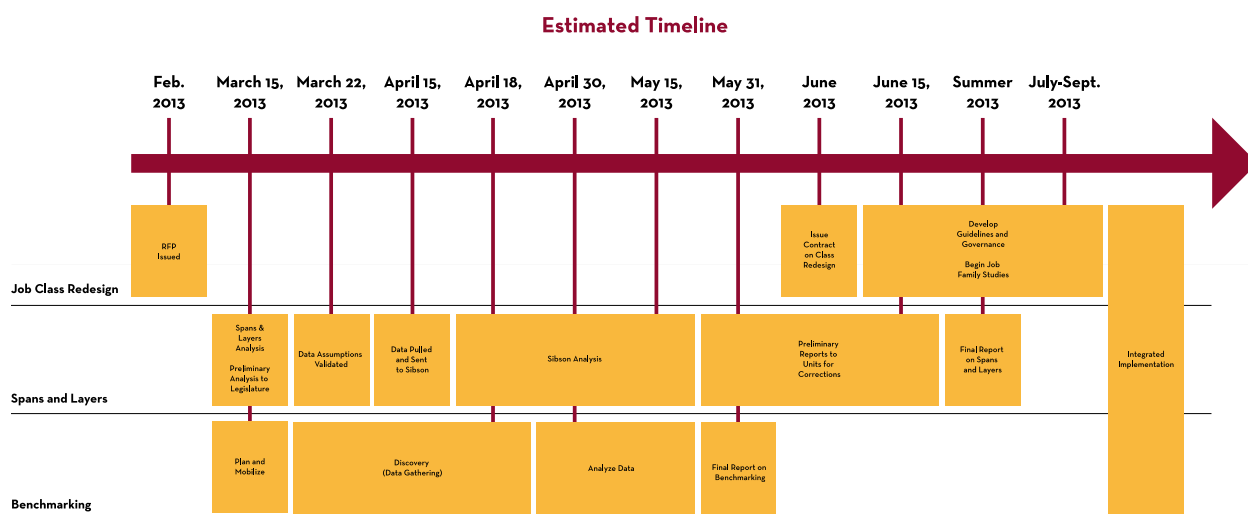 Estimated Timeline
Feb.
2013
March 15,
2013
March 22,
2013
April 15,
2013
April 18,
2013
April 30,
2013
May 15,
2013
May 31,
2013
June
2013
June 15,
2013
Summer
2013
July-Sept.
2013
RFP
Issued
Issue
Contract
on Class
Redesign
Develop
Guidelines and
Governance
Begin Job
Family Studies
Job Class Redesign
Spans &
Layers
Analysis
Preliminary
Analysis to
Legislature
Data Assumptions
Validated
Data Pulled
and Sent
to Sibson
Sibson Analysis
Preliminary
Reports to
Units for
Corrections
Final Report
on Spans
and Layers
Integrated
Implementation
Spans and Layers
Plan and
Mobilize
Discovery
(Data Gathering)
Analyze Data
Final Report on
Benchmarking
Benchmarking